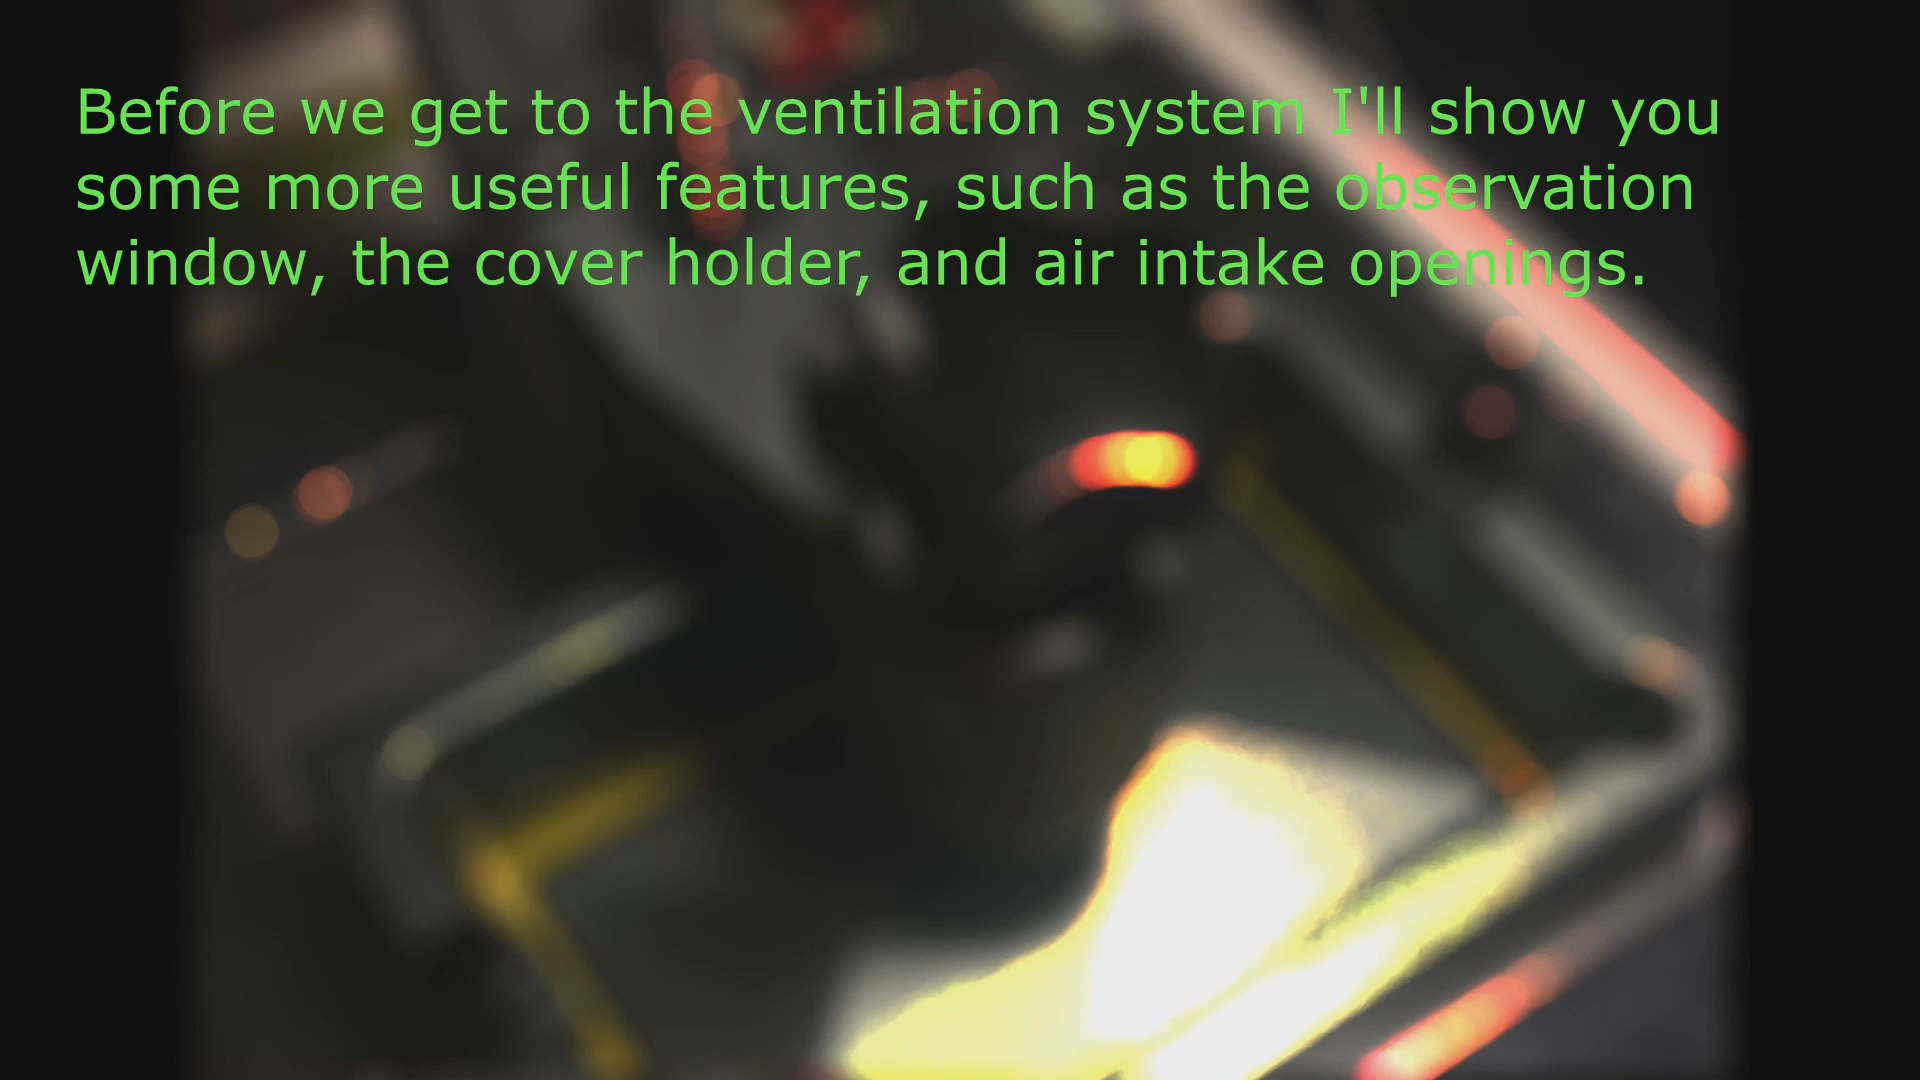 Before we get to the ventilation system I'll show you
some more useful features, such as the observation
window, the cover holder, and air intake openings.